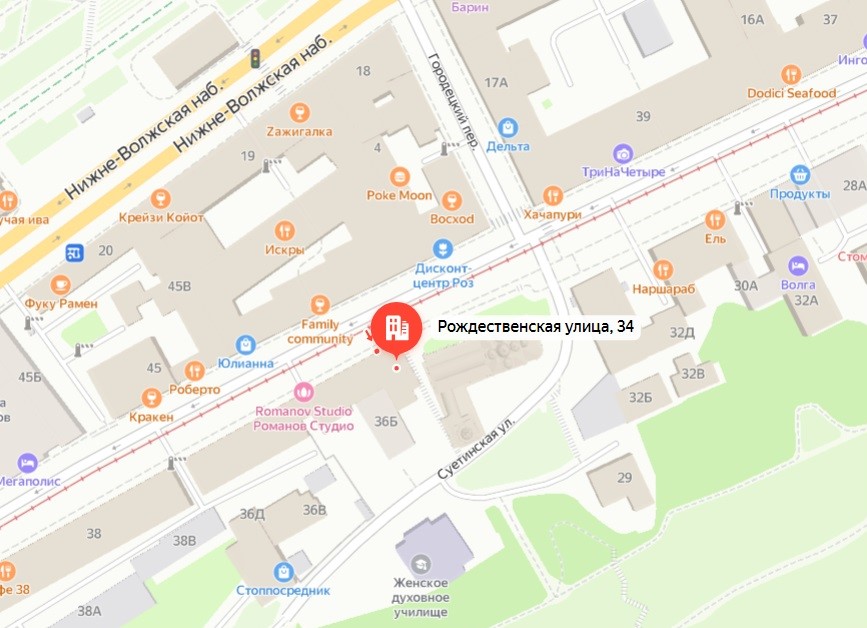 Барин
16А
37
Инго
Dodici Seafood
17А
39
18
Городецкий пер.
Нижне-Волжская наб.
Нижне-Волжская наб.
Zажигалка
Дельта
ТриНаЧетыре
4
19
Продукты
28А
Poke Moon
Крейзи Койот
Восход
Хачапури
учая ива
Искры
Ель
20
Дисконт-
центр Роз
Стом
45В
Наршараб
30А
Волга
32А
Фуку Рамен
Family
community
Рождественская улица, 34
32Д
Юлианна
45
45Б
Роберто
32В
32Б
Кракен
Romanov Studio
Романов Студио
36Б
Суетинская ул.
Мегаполис
29
36Д
36В
38
38В
фе 38
Стоппосредник
Женское
духовное
училище
38А